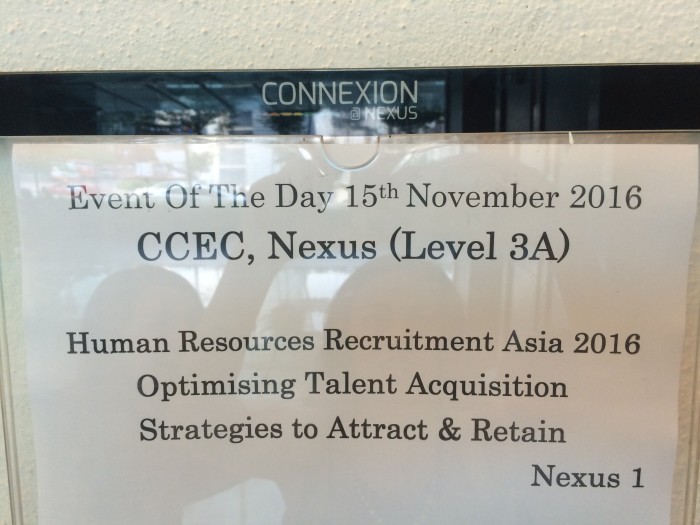 CONNEXION
@ NEXUS
Event Of The Day 15th November 2016
CCEC, Nexus (Level 3A)
Human Resources Recruitment Asia 2016
Optimising Talent Acquisition
Strategies to Attract & Retain
Nexus 1